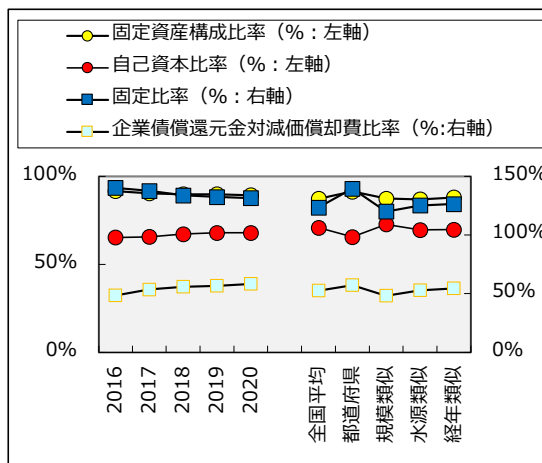 固定資産構成比率（%：左軸）
自己資本比率（%：左軸）
固定比率（%：右軸）
企業債償還元金対減価償却費比率（%:右軸）
100%
50%
0%
150%
100%
50%
0%
2016
2017
2018
2019
2020
全国平均
都道府県
規模類似
水源類似
経年類似